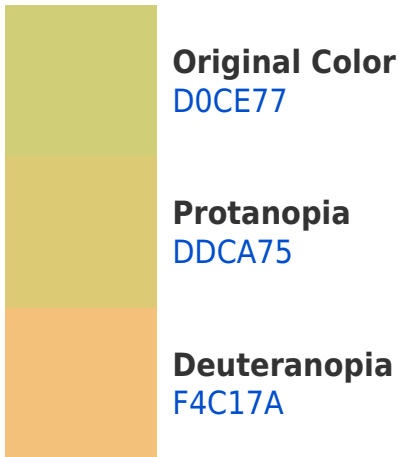 Original Color
D0CE77
Protanopia
DDCA75
Deuteranopia
F4C17A